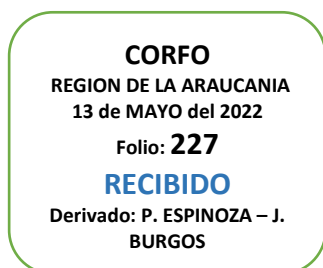 CORFO
REGION DE LA ARAUCANIA
13 de MAYO del 2022
Folio: 227
RECIBIDO
Derivado: P. ESPINOZA – J.
BURGOS